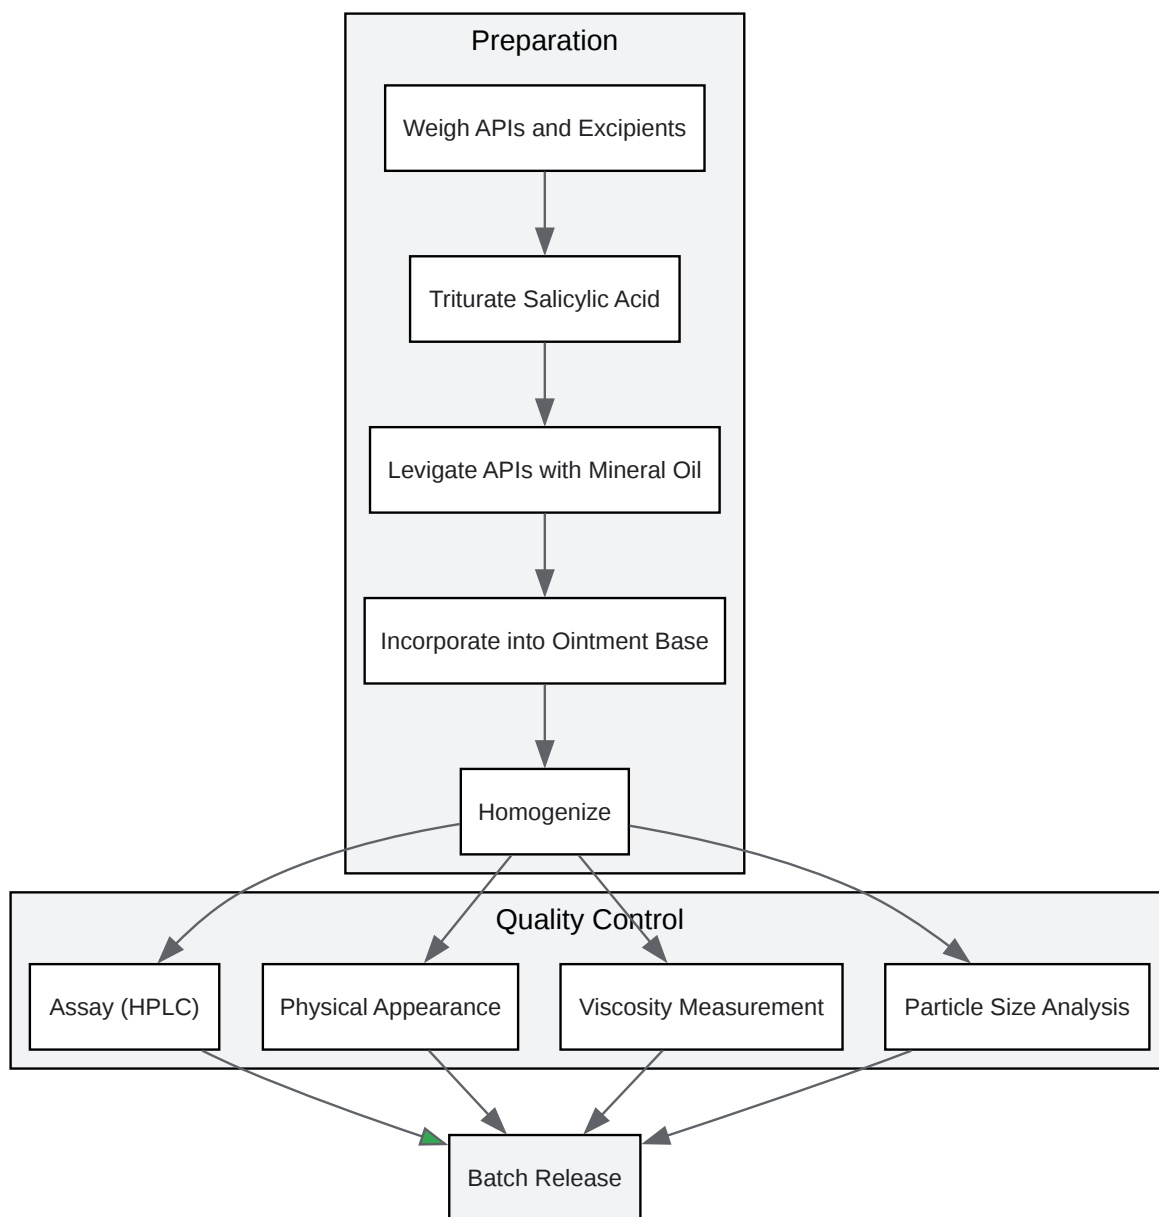 Preparation
Weigh APIs and Excipients
Triturate Salicylic Acid
Levigate APIs with Mineral Oil
Incorporate into Ointment Base
Homogenize
Quality Control
Assay (HPLC)
Physical Appearance
Viscosity Measurement
Particle Size Analysis
Batch Release